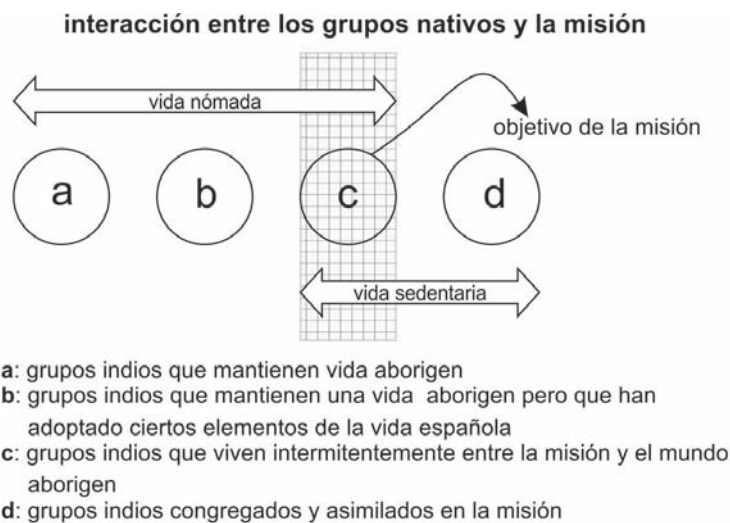 interacción entre los grupos nativos y la misión
vida nómada
objetivo de la misión
a b c d
vida sedentaria
a: grupos indios que mantienen vida aborigen
b: grupos indios que mantienen una vida aborigen pero que han
adoptado ciertos elementos de la vida española
c: grupos indios que viven intermitentemente entre la misión y el mundo
aborigen
d: grupos indios congregados y asimilados en la misión